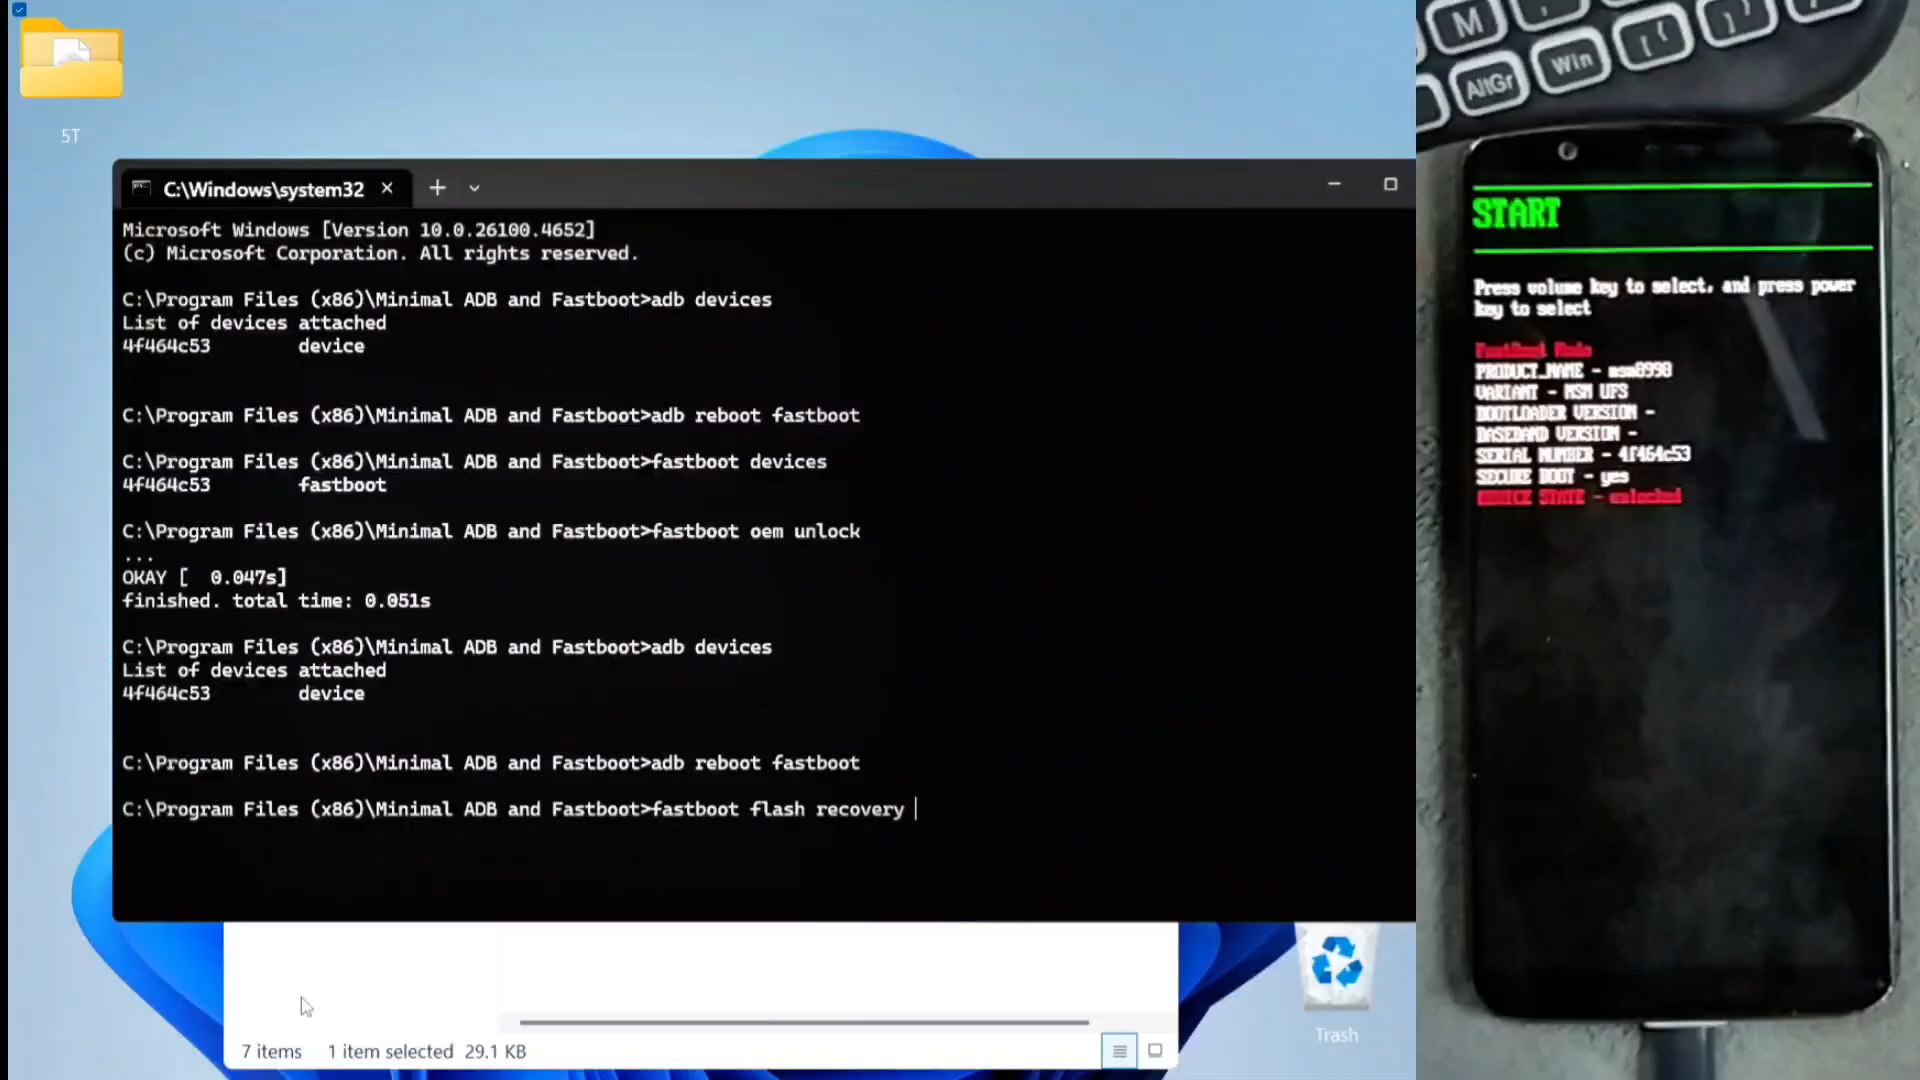 5T
C:\Windows\system32
Microsoft Windows [Version 10.0.26100.4652]
(c) Microsoft Corporation. All rights reserved.
C:\Program Files (x86)\Minimal ADB and Fastboot>adb devices
List of devices attached
4f464c53 device
C:\Program Files (x86)\Minimal ADB and Fastboot>adb reboot fastboot
C:\Program Files (x86)\Minimal ADB and Fastboot>fastboot devices
4f464c53 fastboot
C:\Program Files (x86)\Minimal ADB and Fastboot>fastboot oem unlock
...
OKAY [ 0.047s]
finished. total time: 0.051s
C:\Program Files (x86)\Minimal ADB and Fastboot>adb devices
List of devices attached
4f464c53 device
C:\Program Files (x86)\Minimal ADB and Fastboot>adb reboot fastboot
C:\Program Files (x86)\Minimal ADB and Fastboot>fastboot flash recovery
7 items 1 item selected 29.1 KB
Trash
M
AltGr
Win
START
Press volume key to select, and press power
key to select
FastBoot Mode
PRODUCT_NAME - msm8998
VARIANT - MSM UFS
BOOTLOADER VERSION -
BASEBAND VERSION -
SERIAL NUMBER - 4f464c53
SECURE BOOT - yes
DEVICE STATE - unlocked